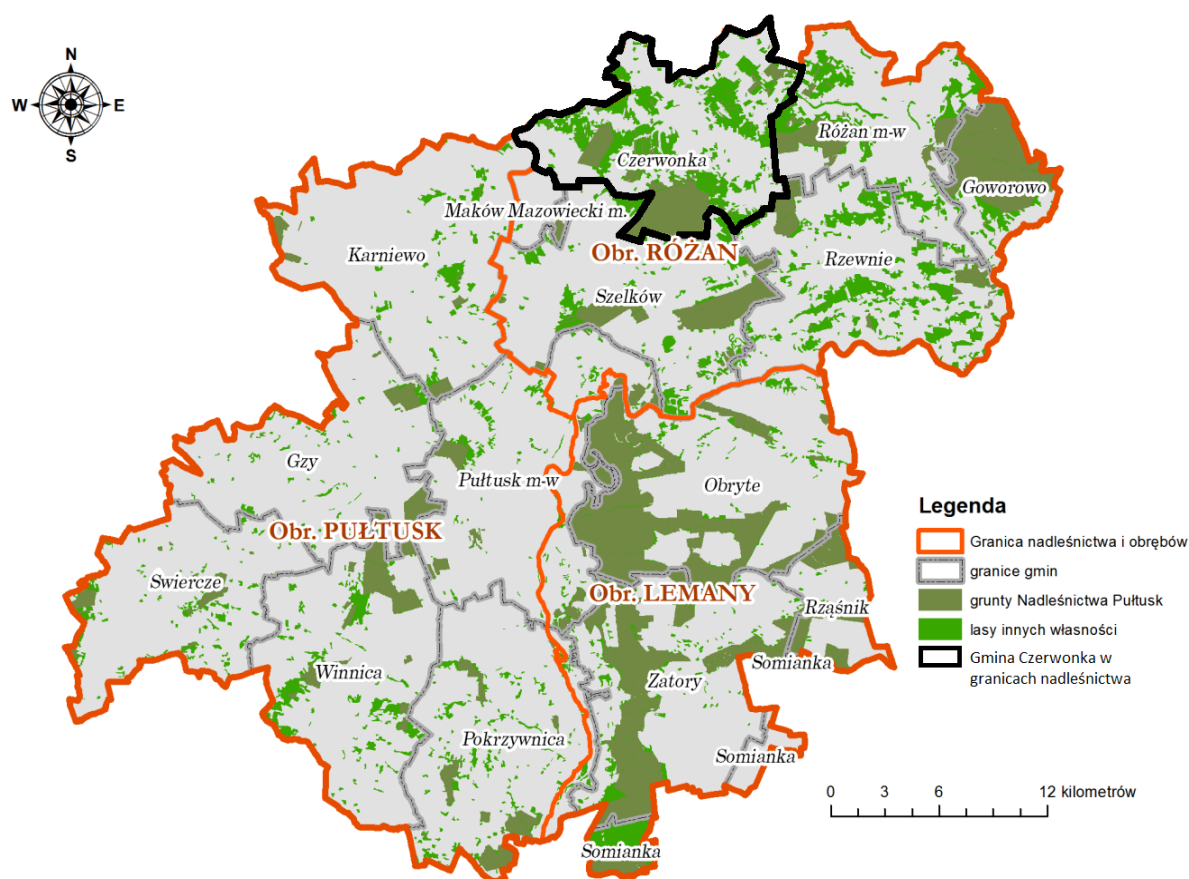 N
W
E
S
Różan m-w
Czerwonka
Goworowo
Maków Mazowiecki m.
Karniewo
Obr. RÓŻAN
Rzewnie
Szelków
Gzy
Pułtusk m-w
Obryte
Obr. PUŁTUSK
Swiercze
Obr. LEMANY
Rząśnik
Winnica
Zatory
Somianka
Pokrzywnica
Somianka
Somianka
Legenda
Granica nadleśnictwa i obrębów
granice gmin
grunty Nadleśnictwa Pułtusk
lasy innych własności
Gmina Czerwonka w
granicach nadleśnictwa
0 3 6 12 kilometrów